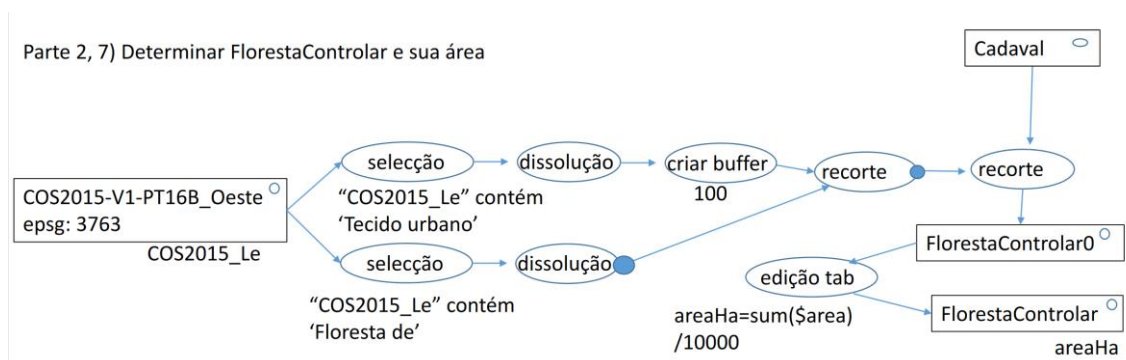 Parte 2, 7) Determinar FlorestaControlar e sua área
Cadaval
selecção
dissolução
criar buffer
recorte
recorte
100
COS2015-V1-PT16B_Oeste
epsg: 3763
COS2015_Le
“COS2015_Le” contém
‘Tecido urbano’
selecção
dissolução
“COS2015_Le” contém
‘Floresta de’
FlorestaControlar0
edição tab
areaHa=sum($area)
/10000
FlorestaControlar
areaHa